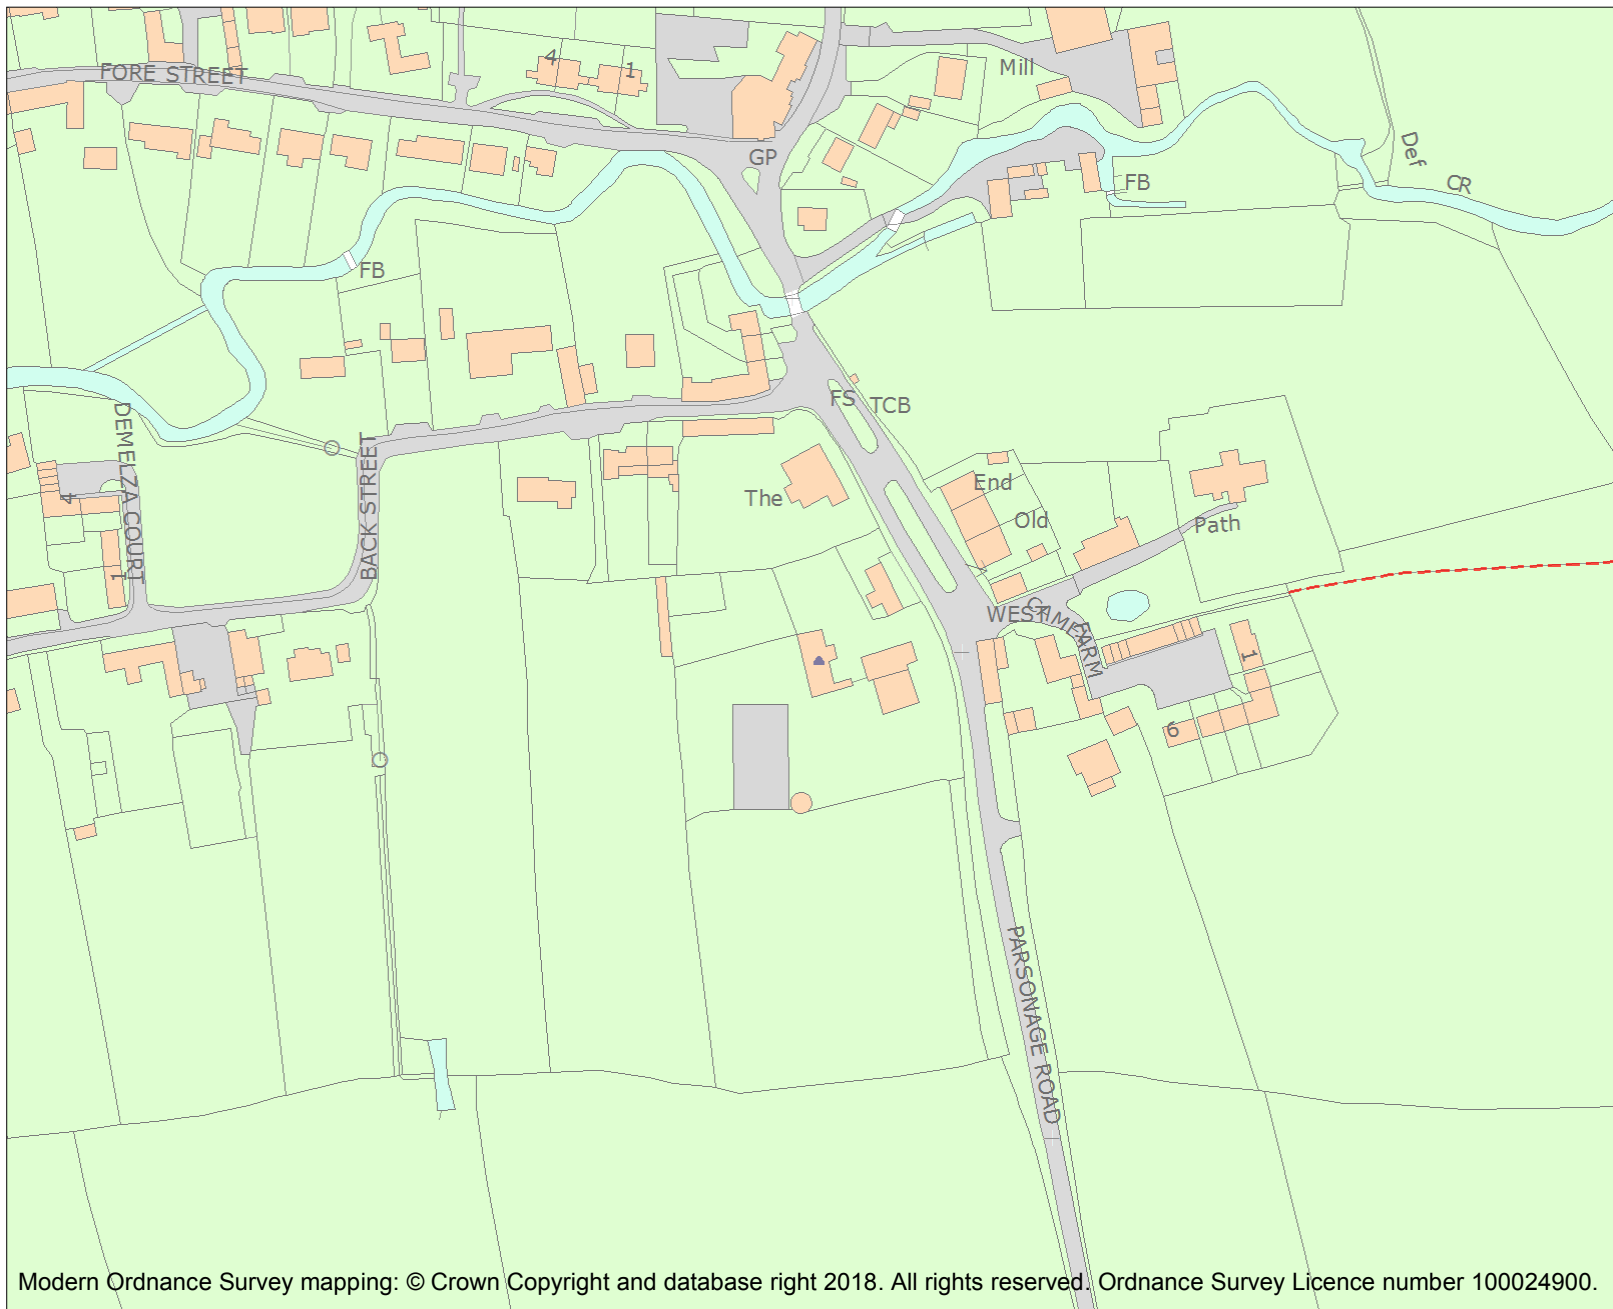 FORE STREET
4
1
Mill
GP
Def
CR
FB
FB
FS
TCB
DEMELZA COURT
4
1
BACK STREET
The
End
Old
Path
WEST
CAMEX
FARM
1
6
PARSONAGE ROAD
Modern Ordnance Survey mapping: © Crown Copyright and database right 2018. All rights reserved. Ordnance Survey Licence number 100024900.